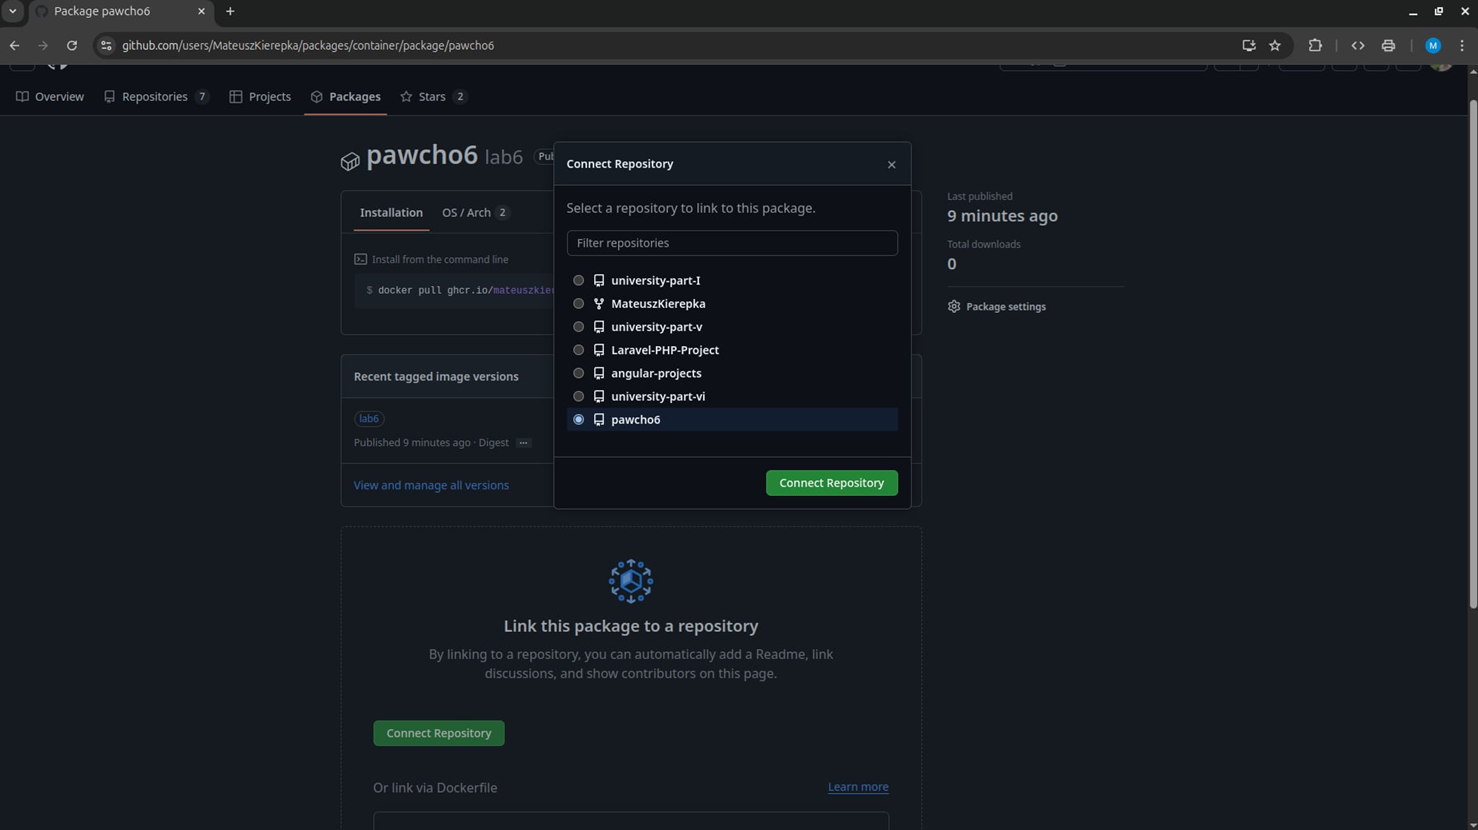 Package pawcho6
github.com/users/MateuszKierepka/packages/container/package/pawcho6
M
Overview
Repositories 7
Projects
Packages
Stars 2
pawcho6 lab6
Installation
OS / Arch 2
Install from the command line
$ docker pull ghcr.io/
Recent tagged image versions
lab6
Published 9 minutes ago · Digest ···
View and manage all versions
Connect Repository
Select a repository to link to this package.
Filter repositories
university-part-I
MateuszKierepka
university-part-v
Laravel-PHP-Project
angular-projects
university-part-vi
pawcho6
Connect Repository
Last published
9 minutes ago
Total downloads
0
Package settings
Link this package to a repository
By linking to a repository, you can automatically add a Readme, link
discussions, and show contributors on this page.
Connect Repository
Or link via Dockerfile
Learn more